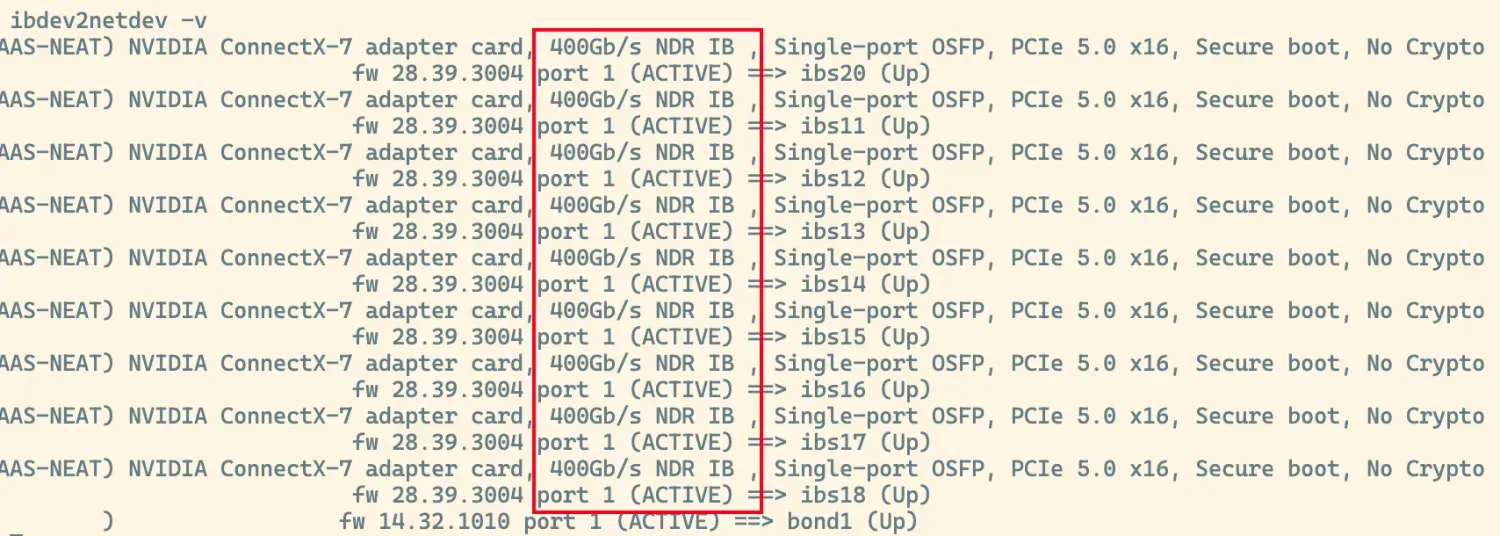 ibdev2netdev -v
AAS-NEAT) NVIDIA ConnectX-7 adapter card, 400Gb/s NDR IB , Single-port OSFP, PCIe 5.0 x16, Secure boot, No Crypto
fw 28.39.3004 port 1 (ACTIVE) ==> ibs20 (Up)
AAS-NEAT) NVIDIA ConnectX-7 adapter card, 400Gb/s NDR IB , Single-port OSFP, PCIe 5.0 x16, Secure boot, No Crypto
fw 28.39.3004 port 1 (ACTIVE) ==> ibs11 (Up)
AAS-NEAT) NVIDIA ConnectX-7 adapter card, 400Gb/s NDR IB , Single-port OSFP, PCIe 5.0 x16, Secure boot, No Crypto
fw 28.39.3004 port 1 (ACTIVE) ==> ibs12 (Up)
AAS-NEAT) NVIDIA ConnectX-7 adapter card, 400Gb/s NDR IB , Single-port OSFP, PCIe 5.0 x16, Secure boot, No Crypto
fw 28.39.3004 port 1 (ACTIVE) ==> ibs13 (Up)
AAS-NEAT) NVIDIA ConnectX-7 adapter card, 400Gb/s NDR IB , Single-port OSFP, PCIe 5.0 x16, Secure boot, No Crypto
fw 28.39.3004 port 1 (ACTIVE) ==> ibs14 (Up)
AAS-NEAT) NVIDIA ConnectX-7 adapter card, 400Gb/s NDR IB , Single-port OSFP, PCIe 5.0 x16, Secure boot, No Crypto
fw 28.39.3004 port 1 (ACTIVE) ==> ibs15 (Up)
AAS-NEAT) NVIDIA ConnectX-7 adapter card, 400Gb/s NDR IB , Single-port OSFP, PCIe 5.0 x16, Secure boot, No Crypto
fw 28.39.3004 port 1 (ACTIVE) ==> ibs16 (Up)
AAS-NEAT) NVIDIA ConnectX-7 adapter card, 400Gb/s NDR IB , Single-port OSFP, PCIe 5.0 x16, Secure boot, No Crypto
fw 28.39.3004 port 1 (ACTIVE) ==> ibs17 (Up)
AAS-NEAT) NVIDIA ConnectX-7 adapter card, 400Gb/s NDR IB , Single-port OSFP, PCIe 5.0 x16, Secure boot, No Crypto
fw 28.39.3004 port 1 (ACTIVE) ==> ibs18 (Up)
) fw 14.32.1010 port 1 (ACTIVE) ==> bond1 (Up)